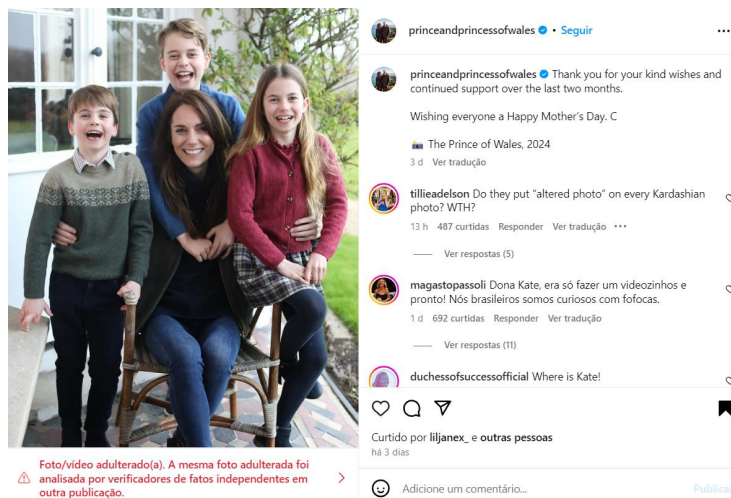 princeandprincessofwales • Seguir
princeandprincessofwales Thank you for your kind wishes and
continued support over the last two months.
Wishing everyone a Happy Mother's Day. C
📸 The Prince of Wales, 2024
3 d Ver tradução
tillieadelson Do they put "altered photo" on every Kardashian
photo? WTH?
13 h 487 curtidas Responder Ver tradução •••
Ver respostas (5)
magastopassoli Dona Kate, era só fazer um videozinhos e
pronto! Nós brasileiros somos curiosos com fofocas.
1 d 692 curtidas Responder Ver tradução
Ver respostas (11)
duchessofsuccessofficial Where is Kate!
Curtido por liljanex_ e outras pessoas
há 3 dias
Adicione um comentário...
Foto/vídeo adulterado(a). A mesma foto adulterada foi
analisada por verificadores de fatos independentes em
outra publicação.